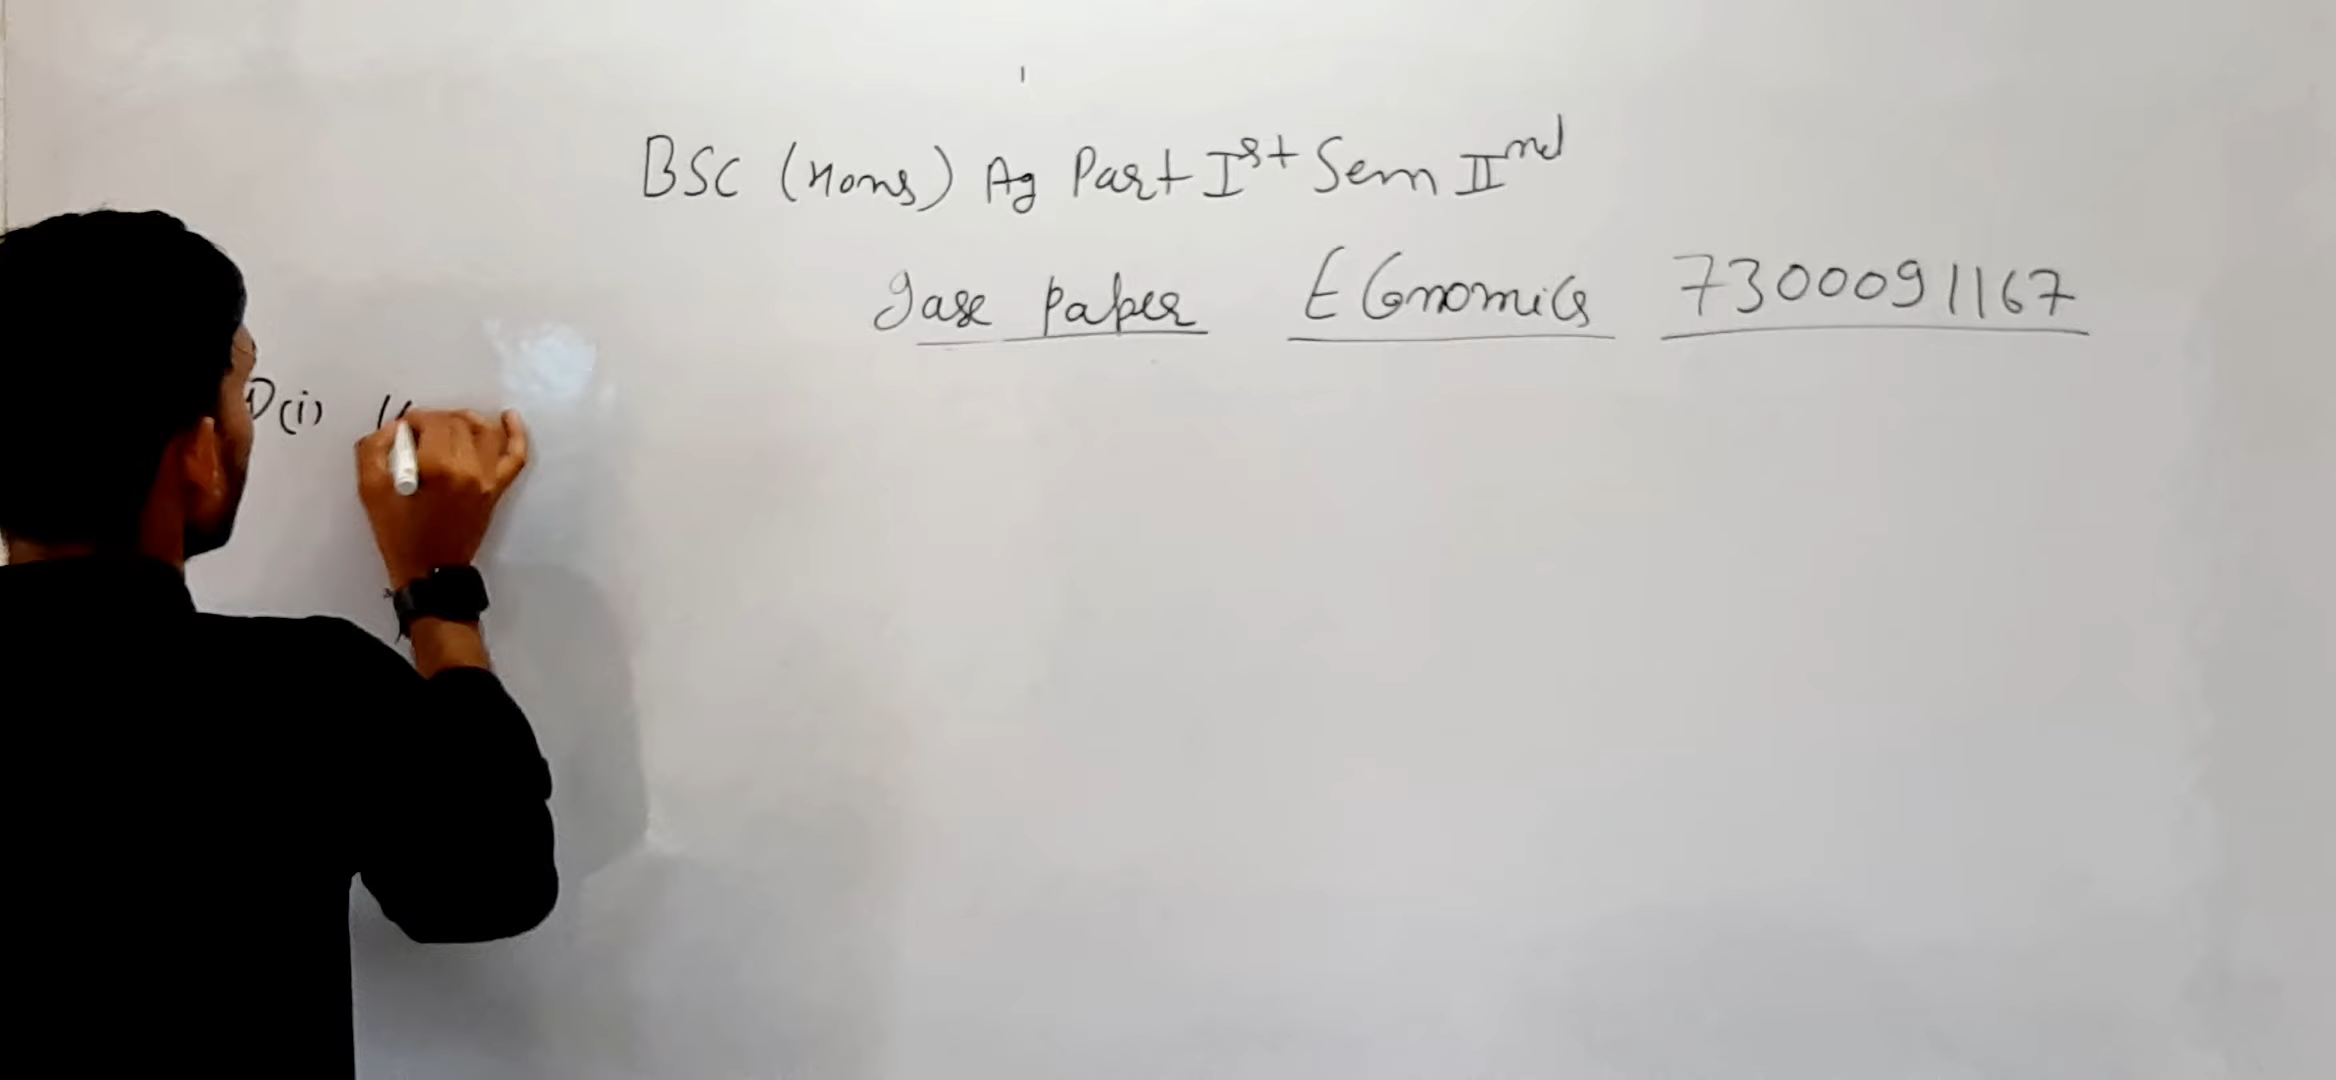 BSC (Hons) Ag Part Ist Sem IInd
gase paper Economics 7300091167
(i)